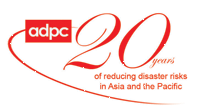 adpc
20 years
of reducing disaster risks
in Asia and the Pacific